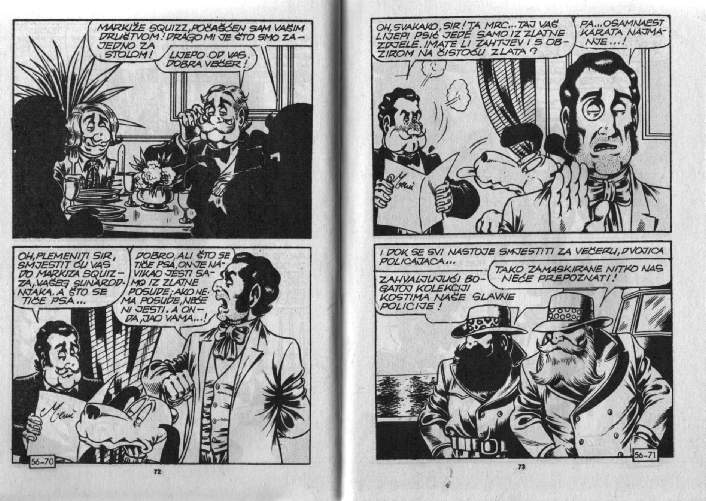 MARKIŽE SQUIZZ, POČAŠĆEN SAM VAŠIM
DRUŠTVOM! DRAGO MI JE ŠTO SMO ZA-
JEDNO ZA
STOLOM!
LIJEPO OD VAS,
DOBRA VEČER!
OH, PLEMENITI SIR,
SMJESTIT ĆU VAS
DO MARKIZA SQUIZ-
ZA, VAŠEG SUNAROD-
NJAKA. A ŠTO SE
TIČE PSA...
DOBRO, ALI ŠTO SE
TIČE PSA, ON JE NA-
VIKAO JESTI SA-
MO IZ ZLATNE
POSUDE; AKO NE-
MA POSUDE, NEĆE
NI JESTI. A ON-
DA, JAO VAMA...!
Menù
56-70
72
OH, SVAKAKO, SIR! TA MRC... TAJ VAŠ
LIJEPI PSIĆ JEDE SAMO IZ ZLATNE
ZDJELE. IMATE LI ZAHTJEV I S OB-
ZIROM NA ČISTOĆU ZLATA?
PA... OSAMNAEST
KARATA NAJMA-
NJE...!
Menù
I DOK SE SVI NASTOJE SMJESTITI ZA VEČERU, DVOJICA
POLICAJACA...
ZAHVALJUJUĆI BO-
GATOJ KOLEKCIJI
KOSTIMA NAŠE SLAVNE
POLICIJE!
TAKO ZAMASKIRANE NITKO NAS
NEĆE PREPOZNATI!
56-71
73